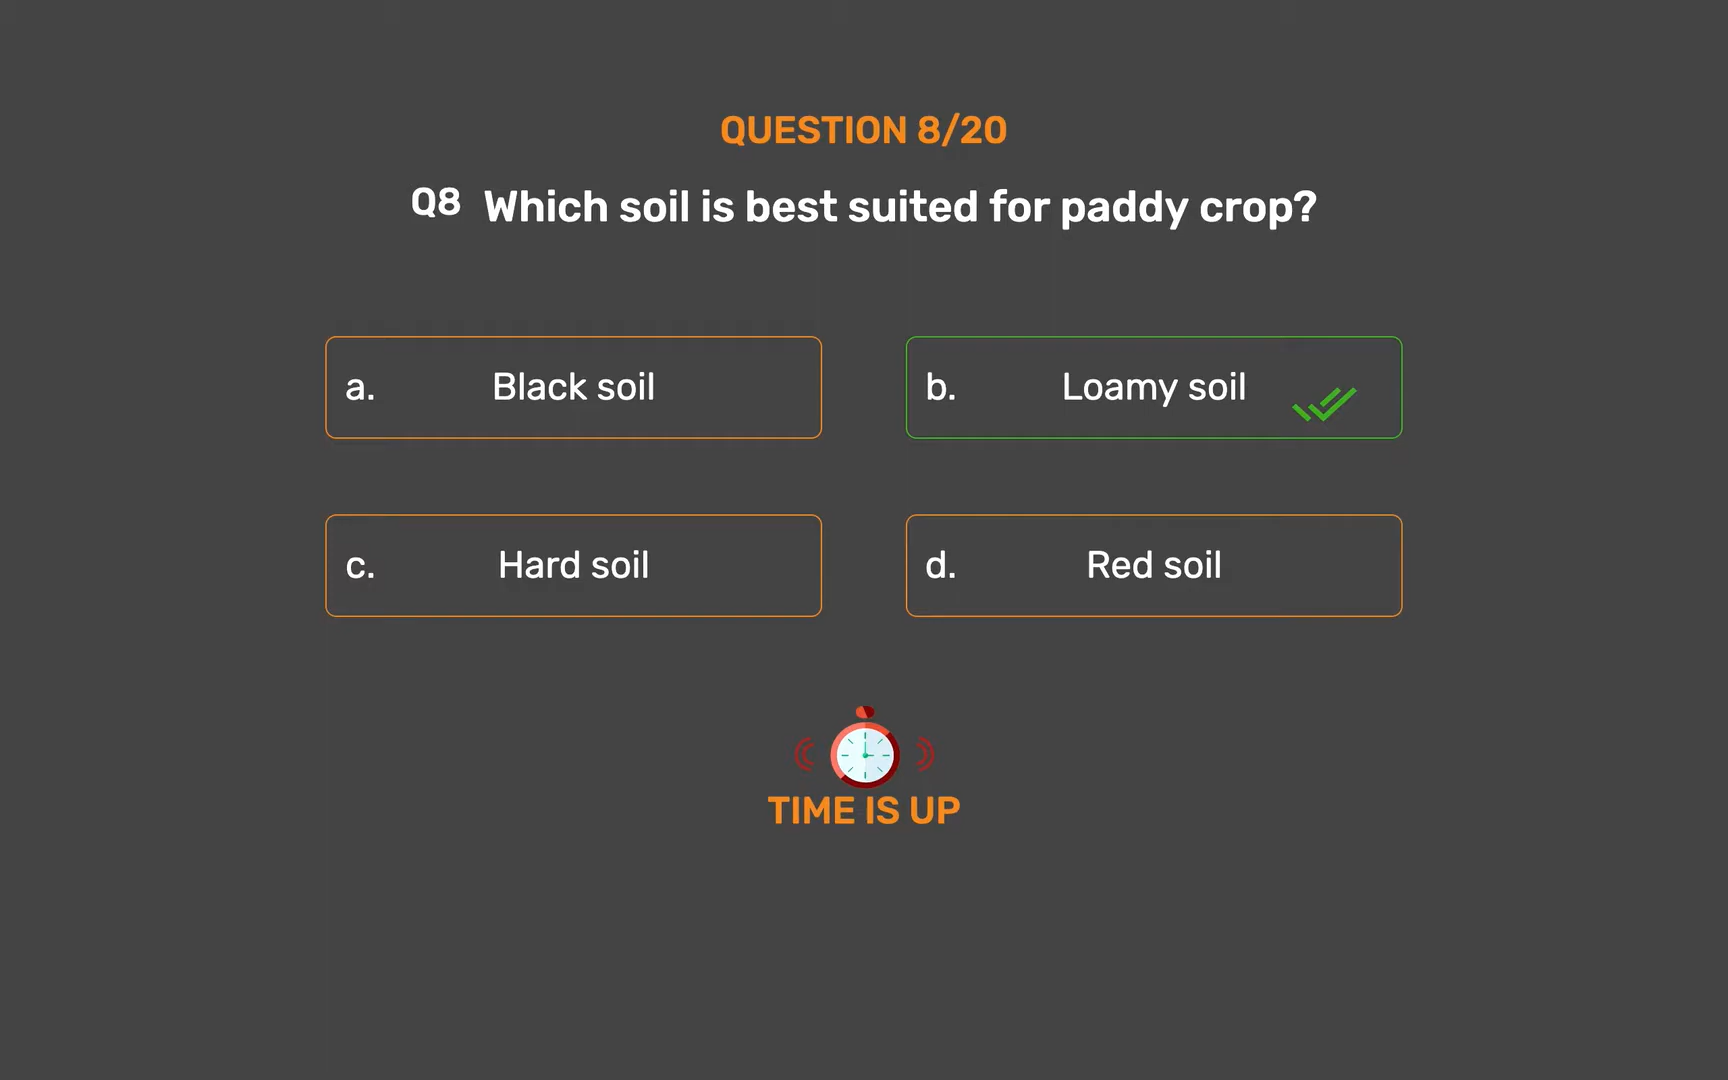 QUESTION 8/20
Q8 Which soil is best suited for paddy crop?
a. Black soil
b. Loamy soil
c. Hard soil
d. Red soil
TIME IS UP